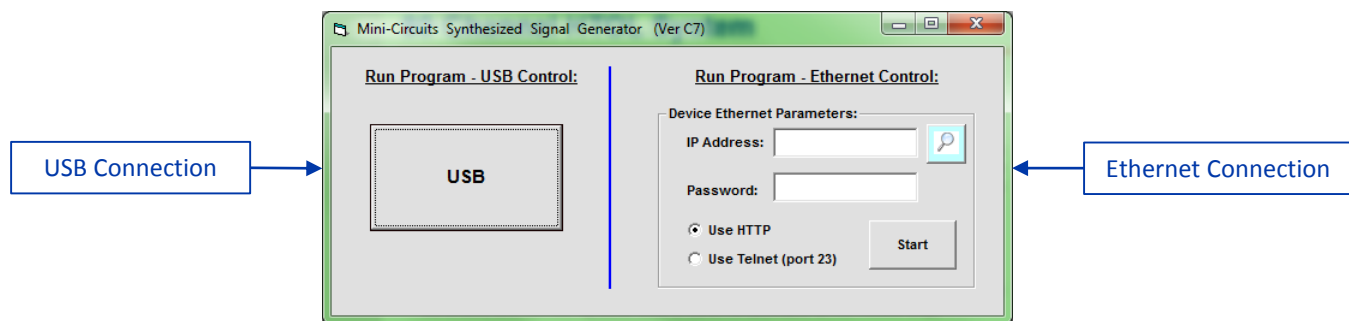 Mini-Circuits Synthesized Signal Generator (Ver C7)
Run Program - USB Control:
USB
Run Program - Ethernet Control:
Device Ethernet Parameters:
IP Address:
Password:
Use HTTP
Use Telnet (port 23)
Start
USB Connection
Ethernet Connection